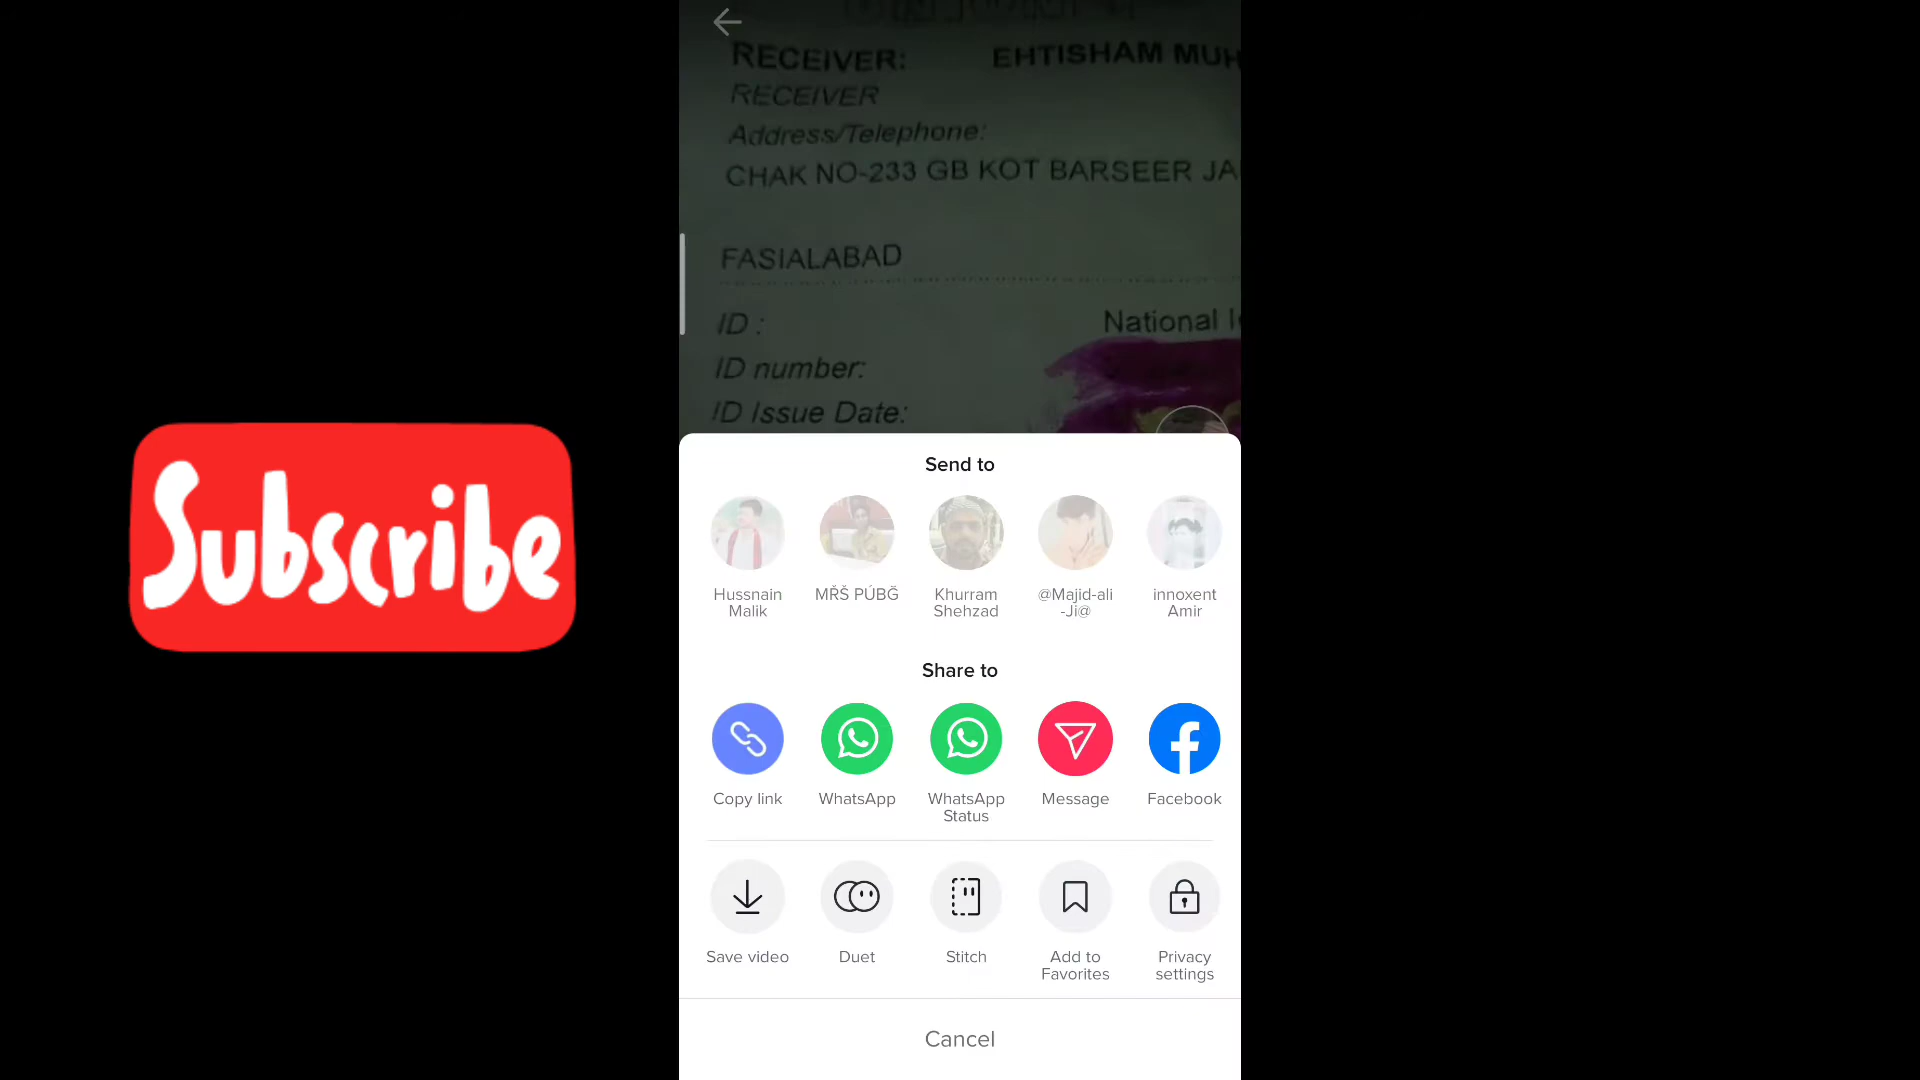 RECEIVER: EHTISHAM MUH
RECEIVER
Address/Telephone:
CHAK NO-233 GB KOT BARSEER JA
FASIALABAD
ID : National I
ID number:
ID Issue Date:
Subscribe
Send to
Hussnain Malik
MŘŠ PÚBĞ
Khurram Shehzad
@Majid-ali-Ji@
innoxent Amir
Share to
Copy link
WhatsApp
WhatsApp Status
Message
Facebook
Save video
Duet
Stitch
Add to Favorites
Privacy settings
Cancel